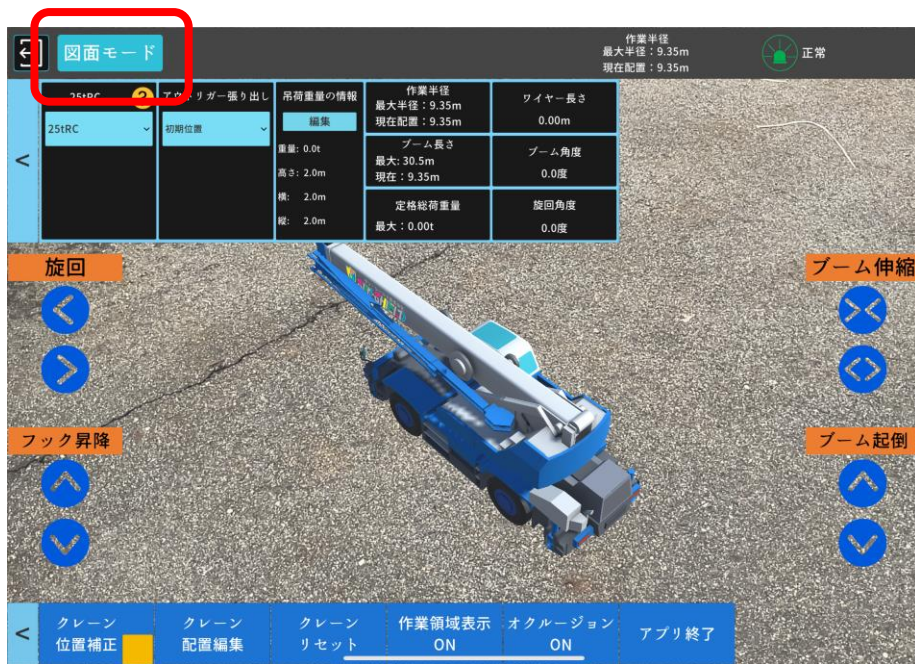 図面モード
作業半径
最大半径：9.35m
現在配置：9.35m
正常
25tRC
?
アウトリガー張り出し
吊荷重量の情報
作業半径
最大半径：9.35m
現在配置：9.35m
ワイヤー長さ
0.00m
25tRC
初期位置
編集
重量: 0.0t
高さ: 2.0m
横: 2.0m
縦: 2.0m
ブーム長さ
最大: 30.5m
現在：9.35m
ブーム角度
0.0度
定格総荷重量
最大：0.00t
旋回角度
0.0度
<
旋回
ブーム伸縮
フック昇降
ブーム起倒
<
クレーン
位置補正
クレーン
配置編集
クレーン
リセット
作業領域表示
ON
オクルージョン
ON
アプリ終了